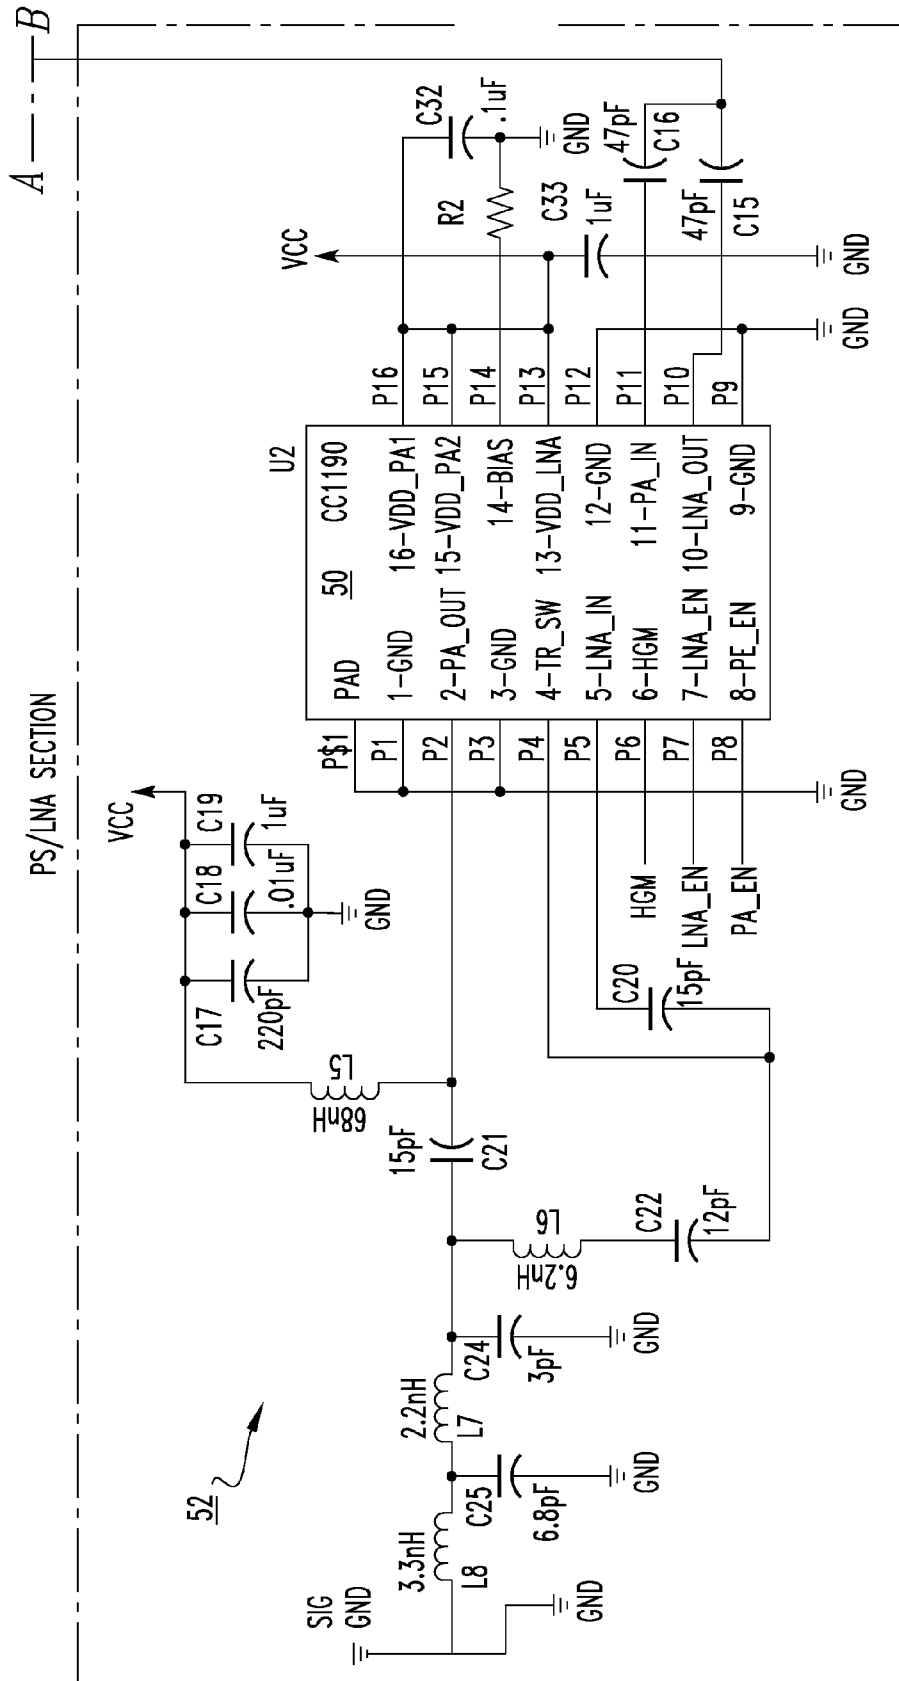 PS/LNA SECTION
A
B
52
SIG
GND
GND
3.3nH
L8
C25
6.8pF
GND
2.2nH
L7
C24
3pF
GND
L6
6.2nH
C22
12pF
15pF
C21
L5
68nH
C17
220pF
C18
.01uF
C19
1uF
VCC
GND
C20
15pF
HGM
LNA_EN
PA_EN
GND
P$1
P1
P2
P3
P4
P5
P6
P7
P8
U2
PAD 50 CC1190
1-GND 16-VDD_PA1
2-PA_OUT 15-VDD_PA2
3-GND 14-BIAS
4-TR_SW 13-VDD_LNA
5-LNA_IN 12-GND
6-HGM 11-PA_IN
7-LNA_EN 10-LNA_OUT
8-PE_EN 9-GND
P16
P15
P14
P13
P12
P11
P10
P9
GND
VCC
GND
R2
C33
1uF
C32
.1uF
GND
47pF
C16
47pF
C15